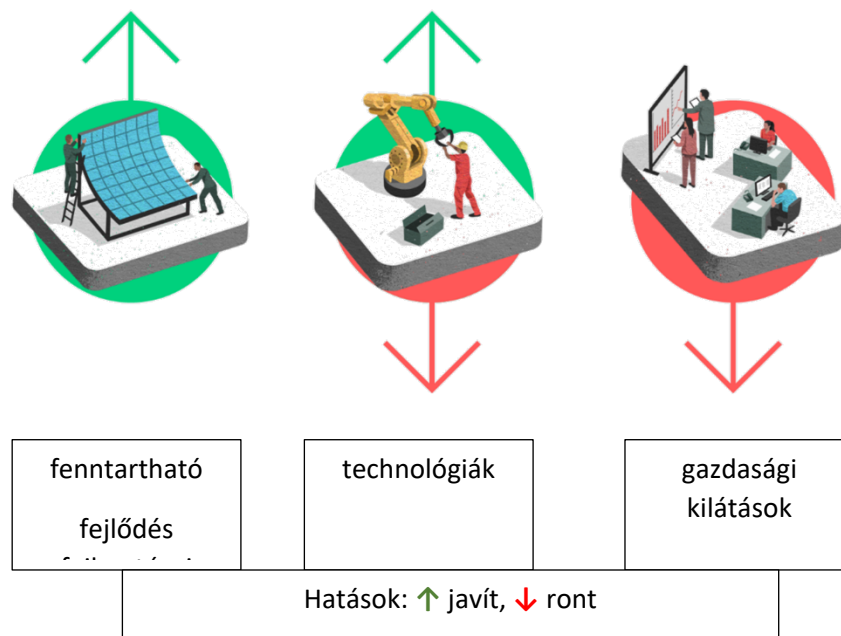 fenntartható
fejlődés
technológiák
gazdasági
kilátások
Hatások: ↑ javít, ↓ ront